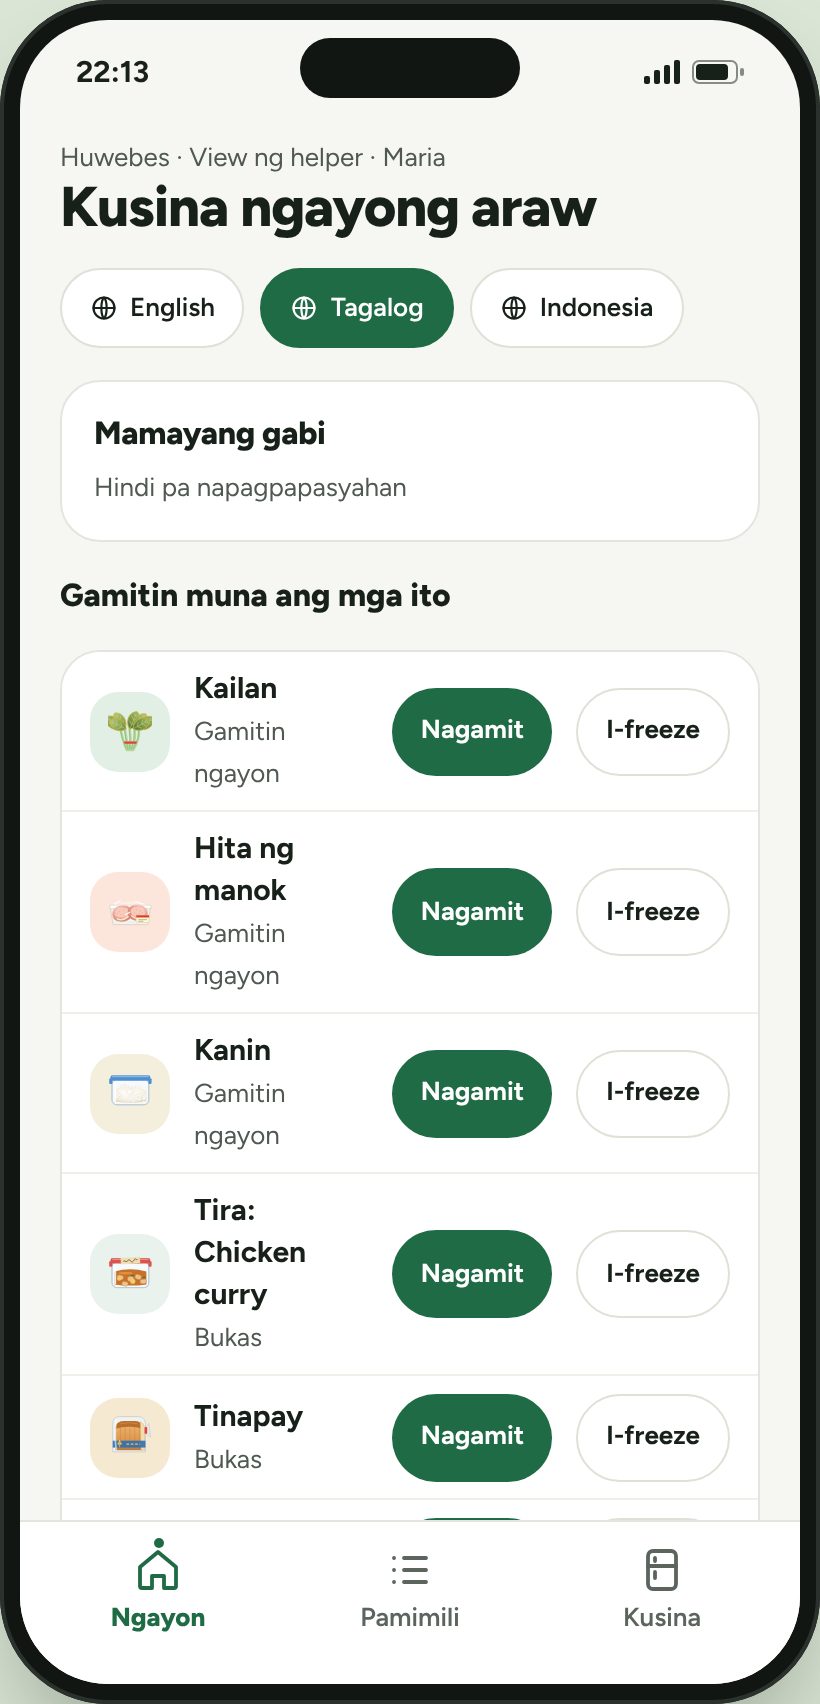 22:13
Huwebes · View ng helper · Maria
Kusina ngayong araw
English
Tagalog
Indonesia
Mamayang gabi
Hindi pa napagpapasyahan
Gamitin muna ang mga ito
Kailan
Gamitin
ngayon
Nagamit
I-freeze
Hita ng
manok
Gamitin
ngayon
Nagamit
I-freeze
Kanin
Gamitin
ngayon
Nagamit
I-freeze
Tira:
Chicken
curry
Bukas
Nagamit
I-freeze
Tinapay
Bukas
Nagamit
I-freeze
Ngayon
Pamimili
Kusina